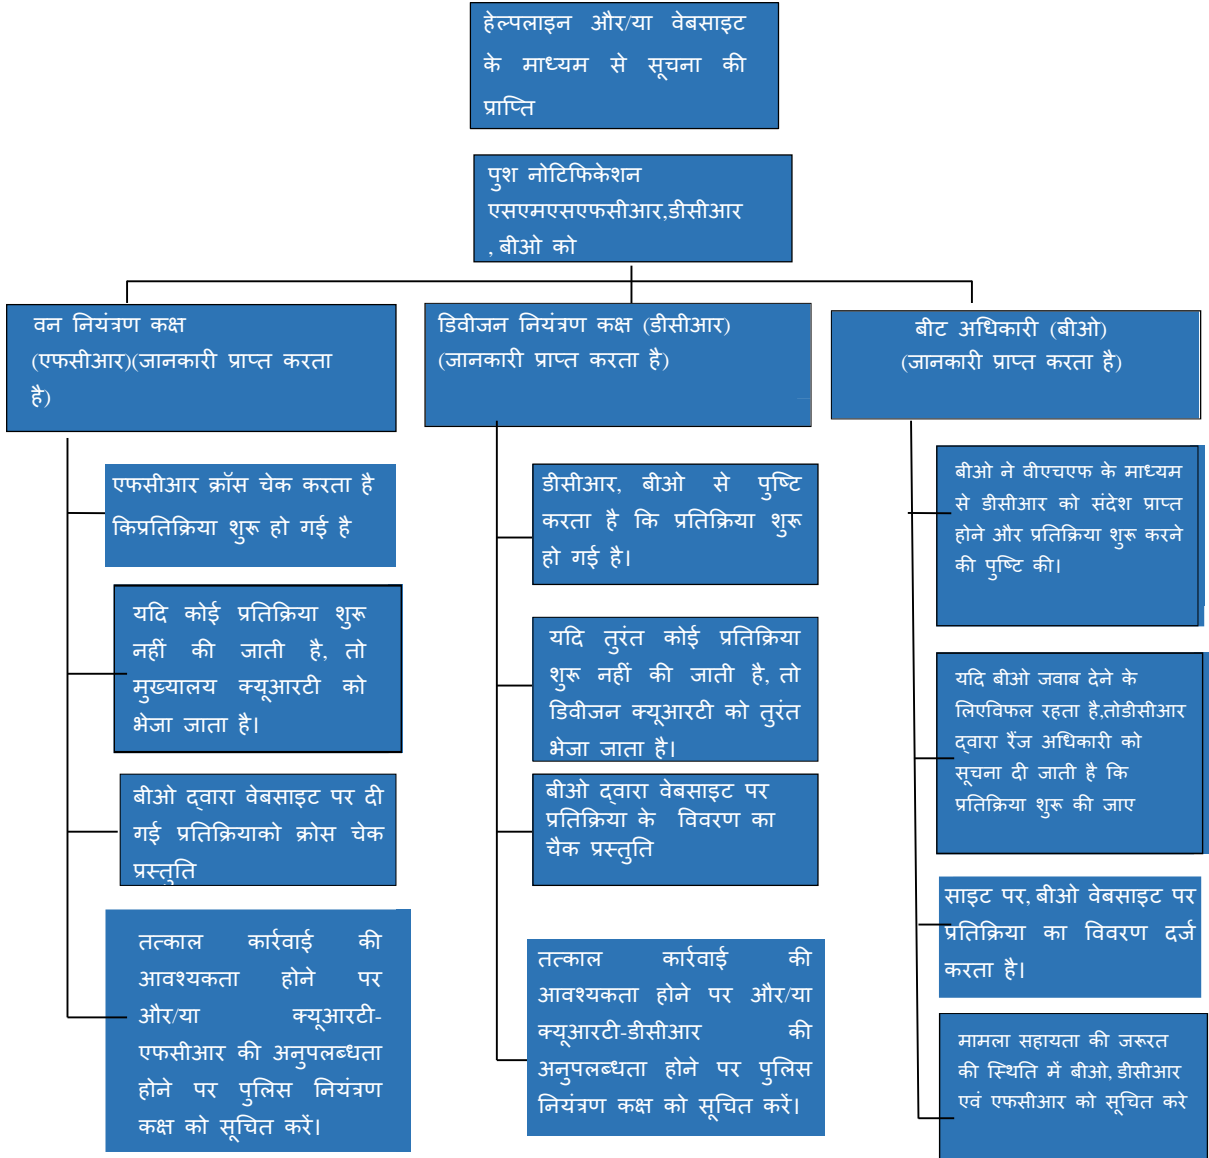 हेल्पलाइन और/या वेबसाइट
के माध्यम से सूचना की
प्राप्ति
पुश नोटिफिकेशन
एसएमएसएफसीआर,डीसीआर
, बीओ को
वन नियंत्रण कक्ष
(एफसीआर)(जानकारी प्राप्त करता
है)
एफसीआर क्रॉस चेक करता है
किप्रतिक्रिया शुरू हो गई है
यदि कोई प्रतिक्रिया शुरू
नहीं की जाती है, तो
मुख्यालय क्यूआरटी को
भेजा जाता है।
बीओ द्वारा वेबसाइट पर दी
गई प्रतिक्रियाको क्रोस चेक
प्रस्तुति
तत्काल कार्रवाई की
आवश्यकता होने पर
और/या क्यूआरटी-
एफसीआर की अनुपलब्धता
होने पर पुलिस नियंत्रण
कक्ष को सूचित करें।
डिवीजन नियंत्रण कक्ष (डीसीआर)
(जानकारी प्राप्त करता है)
डीसीआर, बीओ से पुष्टि
करता है कि प्रतिक्रिया शुरू
हो गई है।
यदि तुरंत कोई प्रतिक्रिया
शुरू नहीं की जाती है, तो
डिवीजन क्यूआरटी को तुरंत
भेजा जाता है।
बीओ द्वारा वेबसाइट पर
प्रतिक्रिया के विवरण का
चैक प्रस्तुति
तत्काल कार्रवाई की
आवश्यकता होने पर और/या
क्यूआरटी-डीसीआर की
अनुपलब्धता होने पर पुलिस
नियंत्रण कक्ष को सूचित करें।
बीट अधिकारी (बीओ)
(जानकारी प्राप्त करता है)
बीओ ने वीएचएफ के माध्यम
से डीसीआर को संदेश प्राप्त
होने और प्रतिक्रिया शुरू करने
की पुष्टि की।
यदि बीओ जवाब देने के
लिएविफल रहता है,तोडीसीआर
द्वारा रैंज अधिकारी को
सूचना दी जाती है कि
प्रतिक्रिया शुरू की जाए
साइट पर, बीओ वेबसाइट पर
प्रतिक्रिया का विवरण दर्ज
करता है।
मामला सहायता की जरूरत
की स्थिति में बीओ, डीसीआर
एवं एफसीआर को सूचित करे